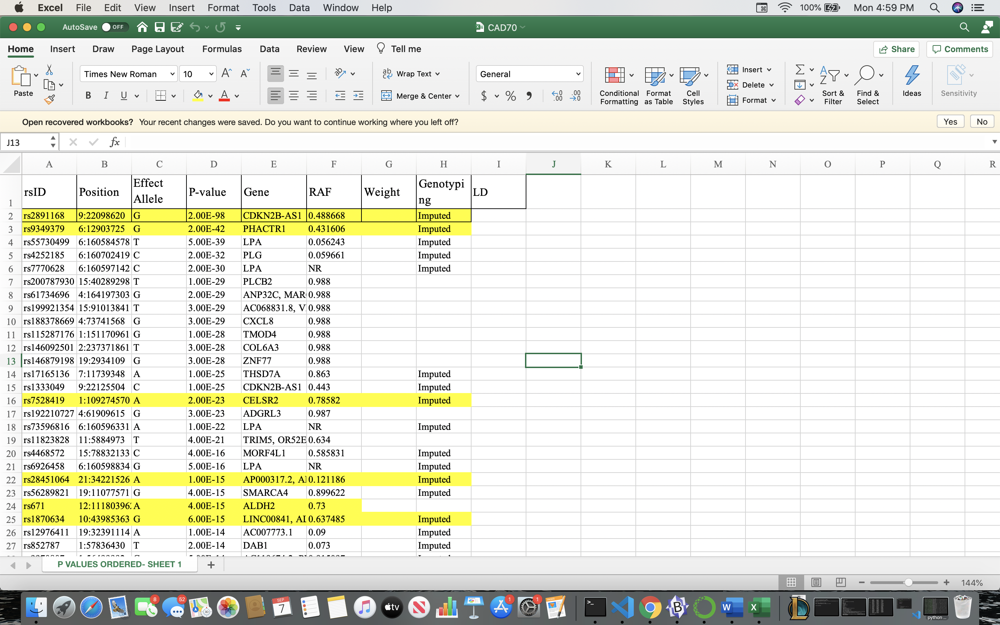 Excel File Edit View Insert Format Tools Data Window Help 100% Mon 4:59 PM
AutoSave OFF CAD70
Home Insert Draw Page Layout Formulas Data Review View Tell me Share Comments
Paste Times New Roman 10 Wrap Text General Insert
B I U Merge & Center $ % Conditional Formatting Format as Table Cell Styles Delete Format Sort & Filter Find & Select Ideas Sensitivity
Open recovered workbooks? Your recent changes were saved. Do you want to continue working where you left off? Yes No
J13 fx
A B C D E F G H I J K L M N O P Q R
1 rsID Position Effect Allele P-value Gene RAF Weight Genotyping LD
2 rs2891168 9:22098620 G 2.00E-98 CDKN2B-AS1 0.488668 Imputed
3 rs9349379 6:12903725 G 2.00E-42 PHACTR1 0.431606 Imputed
4 rs55730499 6:160584578 T 5.00E-39 LPA 0.056243 Imputed
5 rs4252185 6:160702419 C 2.00E-32 PLG 0.059661 Imputed
6 rs7770628 6:160597142 C 2.00E-30 LPA NR Imputed
7 rs200787930 15:40289298 T 1.00E-29 PLCB2 0.988
8 rs61734696 4:164197303 G 2.00E-29 ANP32C, MAR 0.988
9 rs199921354 15:91013841 T 3.00E-29 AC068831.8, V 0.988
10 rs188378669 4:73741568 G 3.00E-29 CXCL8 0.988
11 rs115287176 1:151170961 G 1.00E-28 TMOD4 0.988
12 rs146092501 2:237371861 T 3.00E-28 COL6A3 0.988
13 rs146879198 19:2934109 G 3.00E-28 ZNF77 0.988
14 rs17165136 7:11739348 A 1.00E-25 THSD7A 0.863 Imputed
15 rs1333049 9:22125504 C 1.00E-25 CDKN2B-AS1 0.443 Imputed
16 rs7528419 1:109274570 A 2.00E-23 CELSR2 0.78582 Imputed
17 rs192210727 4:61909615 G 3.00E-23 ADGRL3 0.987
18 rs73596816 6:160596331 A 1.00E-22 LPA NR Imputed
19 rs11823828 11:5884973 T 4.00E-21 TRIM5, OR52E 0.634
20 rs4468572 15:78832133 C 4.00E-16 MORF4L1 0.585831 Imputed
21 rs6926458 6:160598834 G 5.00E-16 LPA NR Imputed
22 rs28451064 21:34221526 A 1.00E-15 AP000317.2, A 0.121186 Imputed
23 rs56289821 19:11077571 G 4.00E-15 SMARCA4 0.899622 Imputed
24 rs671 12:111803962 A 4.00E-15 ALDH2 0.73
25 rs1870634 10:43985363 G 6.00E-15 LINC00841, AL 0.637485 Imputed
26 rs12976411 19:32391114 A 1.00E-14 AC007773.1 0.09 Imputed
27 rs852787 1:57836430 T 2.00E-14 DAB1 0.073 Imputed
P VALUES ORDERED- SHEET 1
144%
8 52 SEP 7 tv 1 1 PAGES B W X python ...